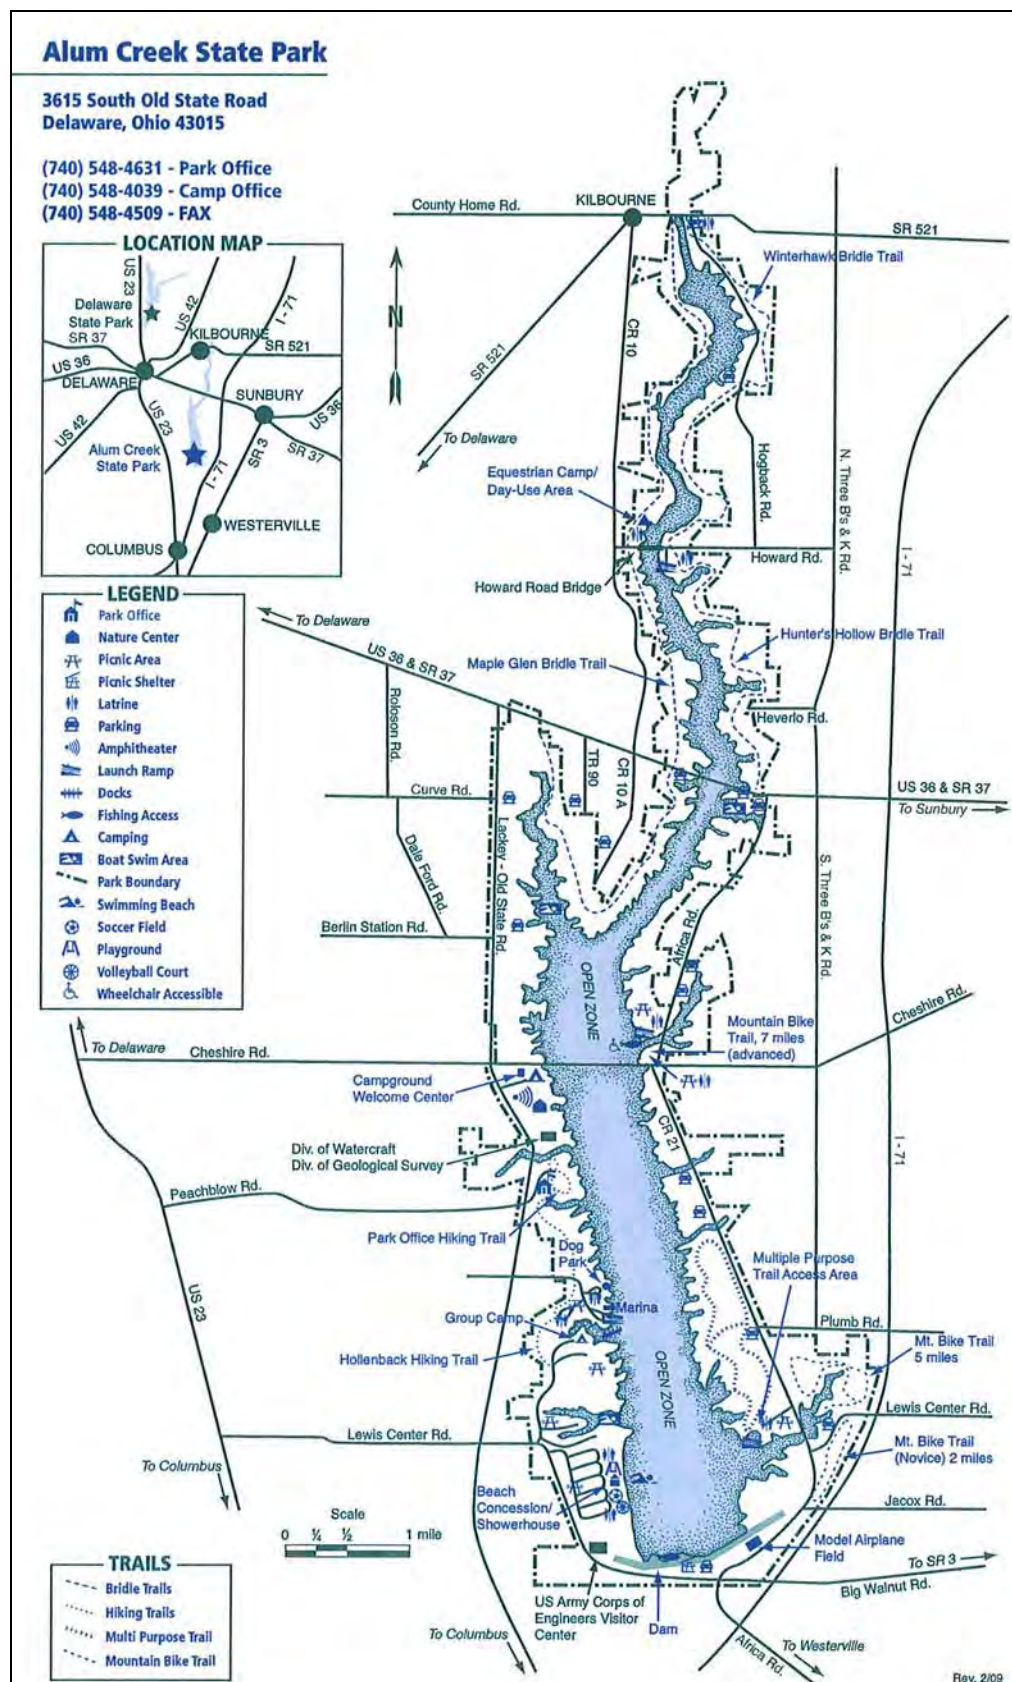 Alum Creek State Park
3615 South Old State Road
Delaware, Ohio 43015
(740) 548-4631 - Park Office
(740) 548-4039 - Camp Office
(740) 548-4509 - FAX
LOCATION MAP
US 23
Delaware
State Park
US 42
I - 71
SR 37
KILBOURNE
SR 521
US 36
DELAWARE
SUNBURY
US 36
US 42
US 23
SR 3
SR 37
Alum Creek
State Park
I - 71
WESTERVILLE
COLUMBUS
LEGEND
Park Office
Nature Center
Picnic Area
Picnic Shelter
Latrine
Parking
Amphitheater
Launch Ramp
Docks
Fishing Access
Camping
Boat Swim Area
Park Boundary
Swimming Beach
Soccer Field
Playground
Volleyball Court
Wheelchair Accessible
KILBOURNE
County Home Rd.
SR 521
Winterhawk Bridle Trail
N
CR 10
SR 521
To Delaware
Equestrian Camp/
Day-Use Area
Hogback Rd.
N. Three B's & K Rd.
I - 71
Howard Rd.
Howard Road Bridge
To Delaware
US 36 & SR 37
Hunter's Hollow Bridle Trail
Maple Glen Bridle Trail
Roloson Rd.
Heverlo Rd.
TR 90
CR 10 A
US 36 & SR 37
To Sunbury
Curve Rd.
Lackey - Old State Rd.
Dale Ford Rd.
S. Three B's & K Rd.
Berlin Station Rd.
Africa Rd.
OPEN ZONE
Cheshire Rd.
Mountain Bike
Trail, 7 miles
(advanced)
To Delaware
Cheshire Rd.
Campground
Welcome Center
CR 21
I - 71
Div. of Watercraft
Div. of Geological Survey
Peachblow Rd.
Park Office Hiking Trail
Dog
Park
Multiple Purpose
Trail Access Area
US 23
Marina
Group Camp
Plumb Rd.
Mt. Bike Trail
5 miles
Hollenback Hiking Trail
OPEN ZONE
Lewis Center Rd.
Lewis Center Rd.
Mt. Bike Trail
(Novice) 2 miles
To Columbus
Beach
Concession/
Showerhouse
Jacox Rd.
Scale
0 ¼ ½ 1 mile
Model Airplane
Field
To SR 3
Big Walnut Rd.
TRAILS
Bridle Trails
Hiking Trails
Multi Purpose Trail
Mountain Bike Trail
US Army Corps of
Engineers Visitor
Center
Dam
To Columbus
Africa Rd.
To Westerville
Rev. 2/09